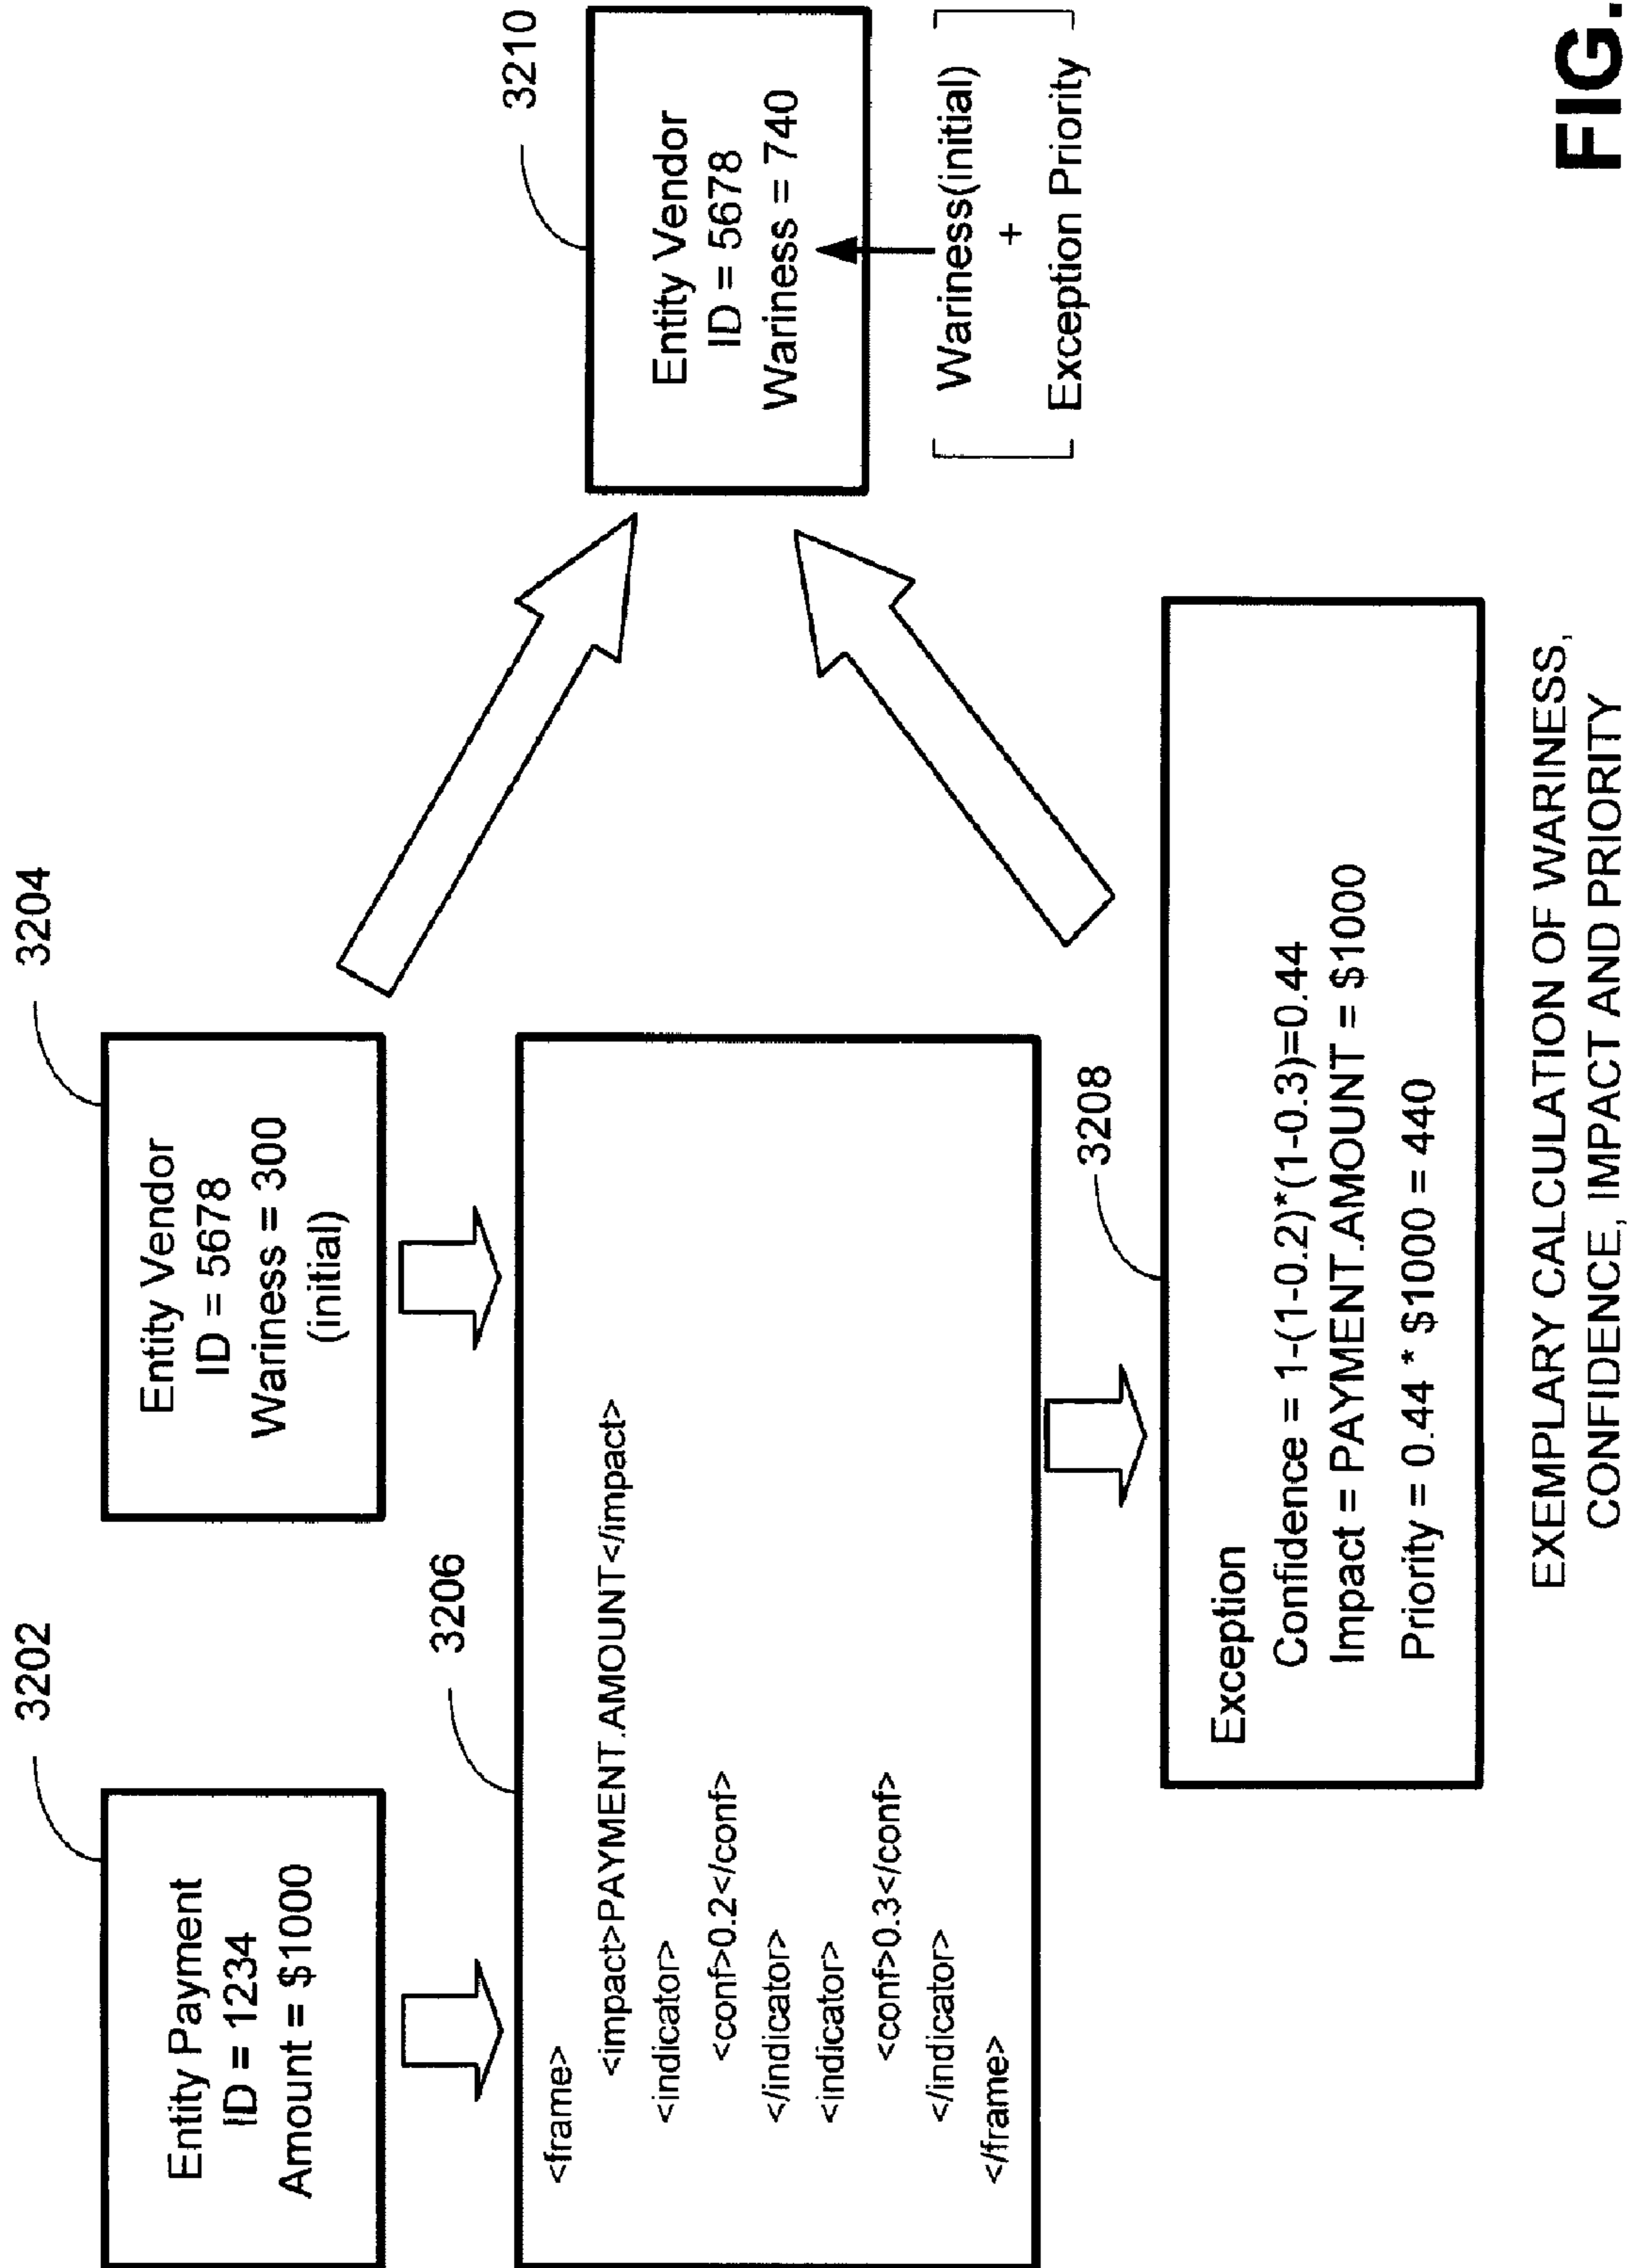 3202
Entity Payment
ID = 1234
Amount = $1000
3204
Entity Vendor
ID = 5678
Wariness = 300
(initial)
3206
<frame>
<impact>PAYMENT.AMOUNT</impact>
<indicator>
<conf>0.2</conf>
</indicator>
<indicator>
<conf>0.3</conf>
</indicator>
</frame>
3208
Exception
Confidence = 1-(1-0.2)*(1-0.3)=0.44
Impact = PAYMENT.AMOUNT = $1000
Priority = 0.44 * $1000 = 440
3210
Entity Vendor
ID = 5678
Wariness = 740
Wariness(initial)
+
Exception Priority
EXEMPLARY CALCULATION OF WARINESS,
CONFIDENCE, IMPACT AND PRIORITY
FIG.